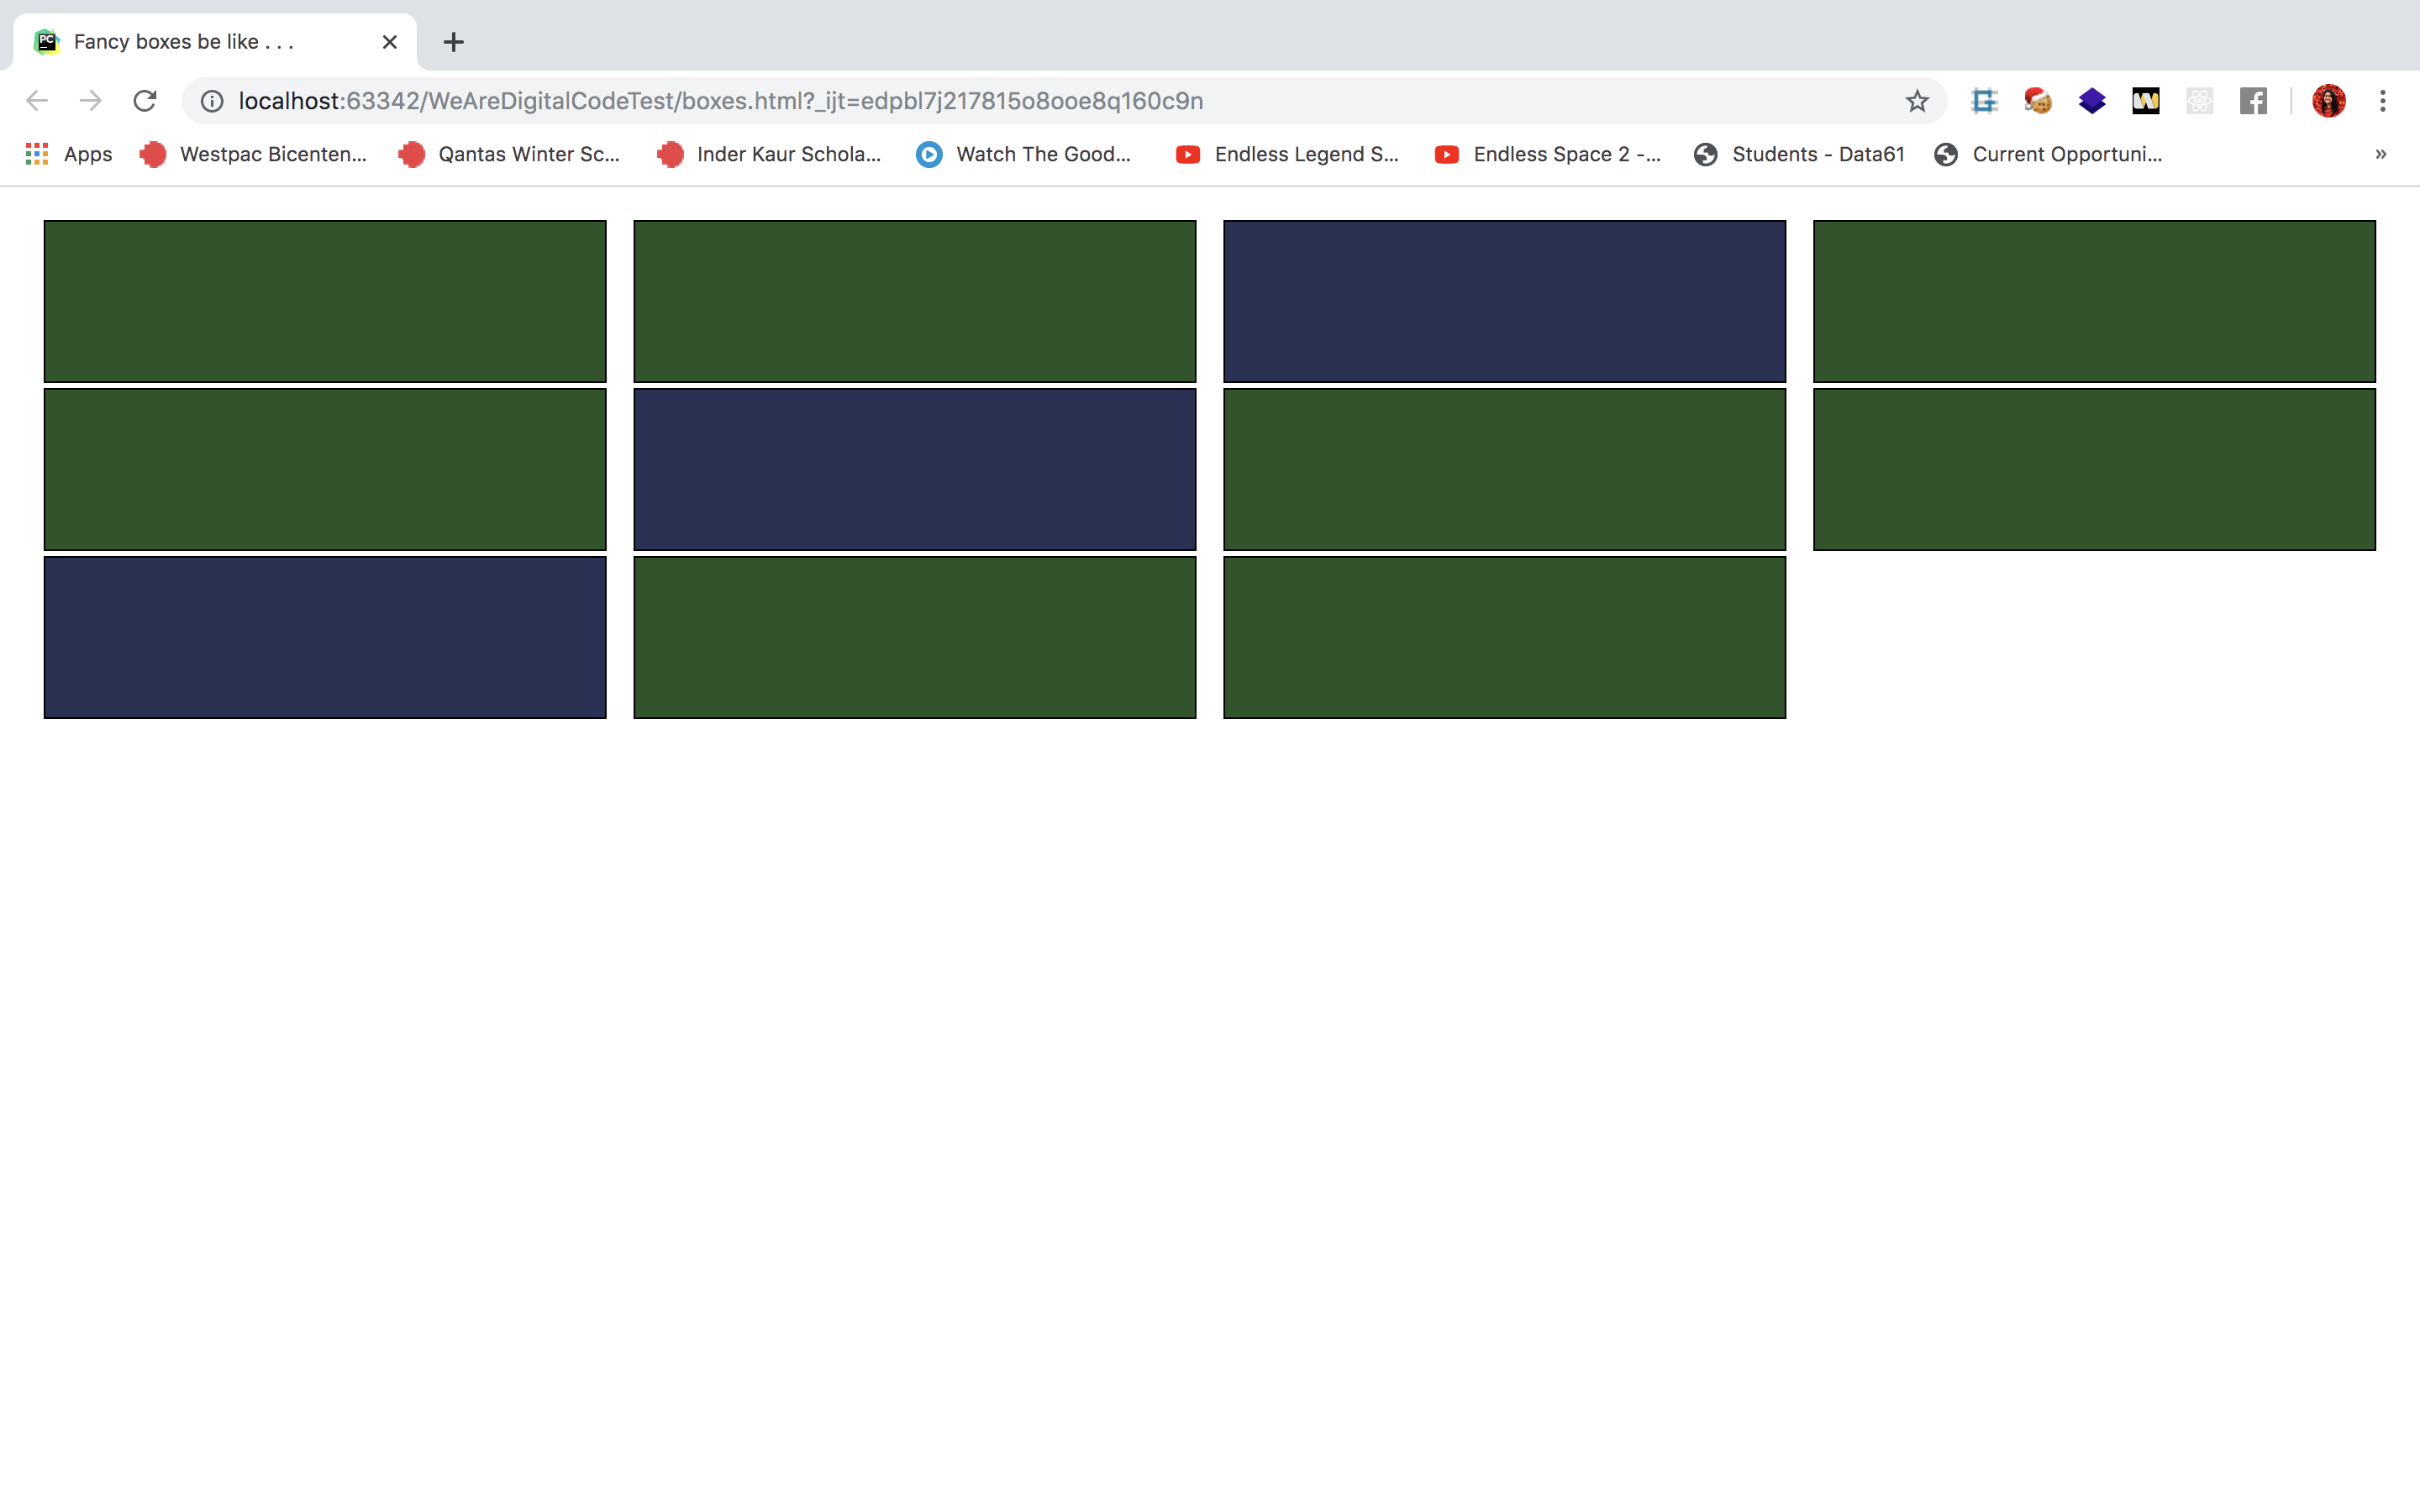 PC
Fancy boxes be like . . .
localhost:63342/WeAreDigitalCodeTest/boxes.html?_ijt=edpbl7j217815o8ooe8q160c9n
Apps Westpac Bicenten... Qantas Winter Sc... Inder Kaur Schola... Watch The Good... Endless Legend S... Endless Space 2 -... Students - Data61 Current Opportuni... »